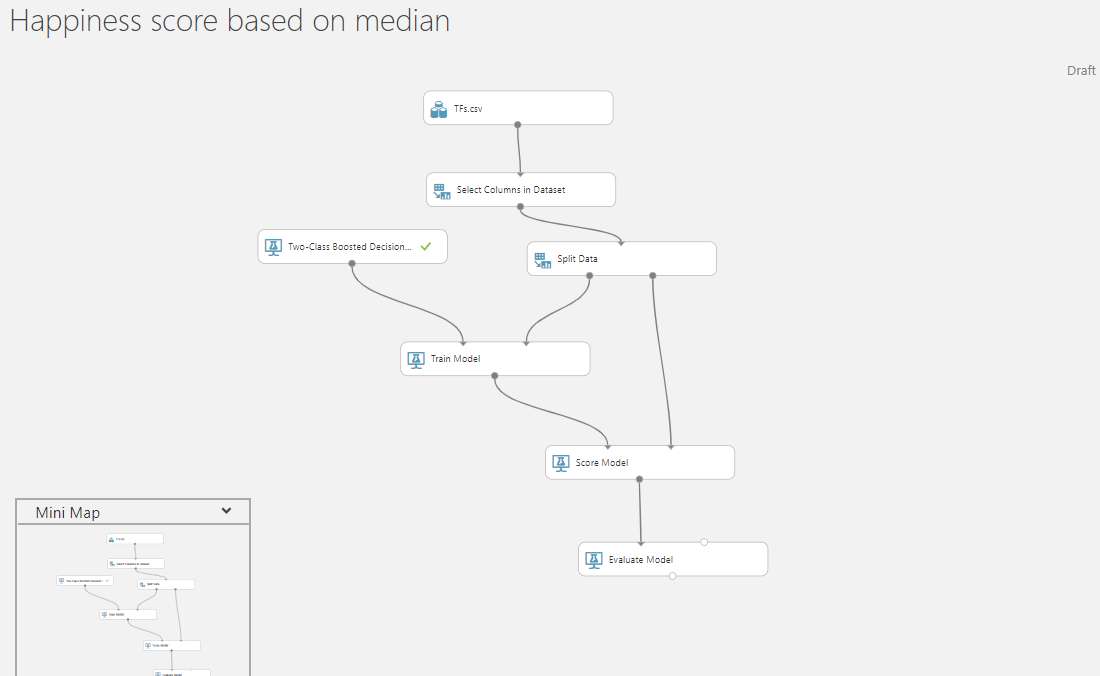 Happiness score based on median
Draft
TFs.csv
Select Columns in Dataset
Two-Class Boosted Decision...
Split Data
Train Model
Score Model
Evaluate Model
Mini Map